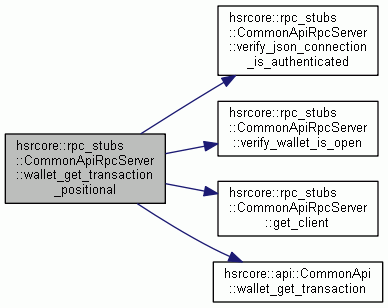 hsrcore::rpc_stubs
::CommonApiRpcServer
::verify_json_connection
_is_authenticated
hsrcore::rpc_stubs
::CommonApiRpcServer
::verify_wallet_is_open
hsrcore::rpc_stubs
::CommonApiRpcServer
::wallet_get_transaction
_positional
hsrcore::rpc_stubs
::CommonApiRpcServer
::get_client
hsrcore::api::CommonApi
::wallet_get_transaction